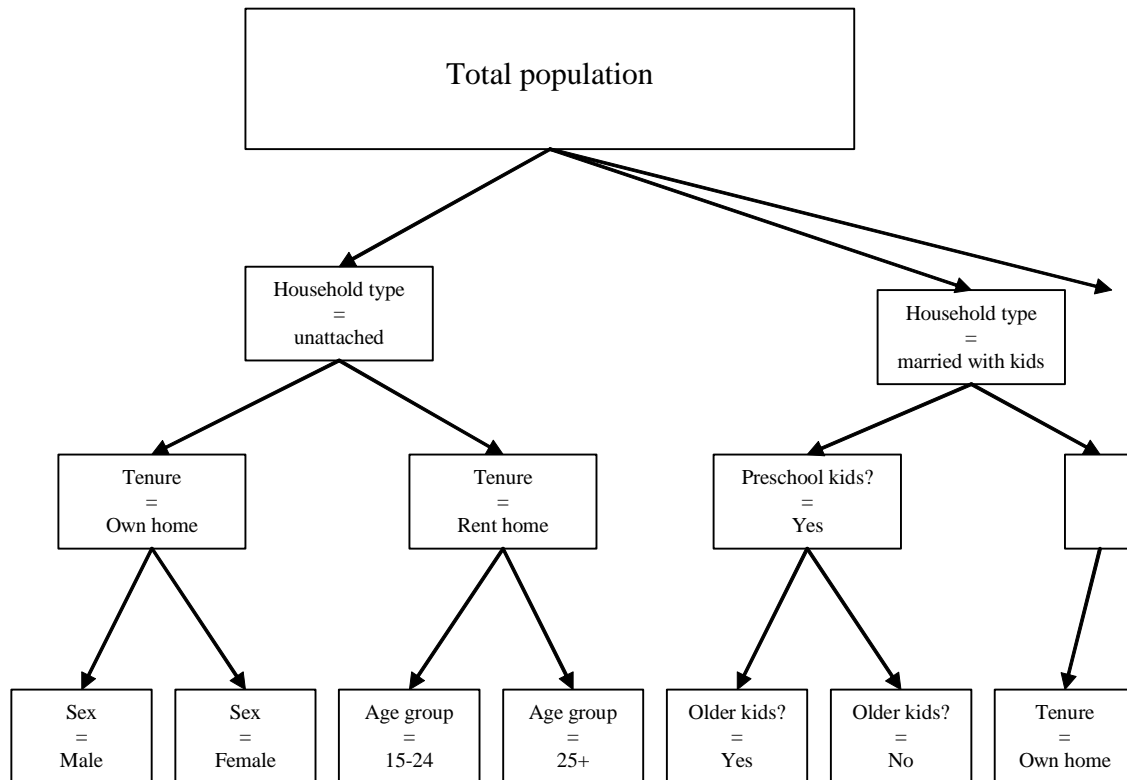 Total population
Household type
=
unattached
Household type
=
married with kids
Tenure
=
Own home
Tenure
=
Rent home
Preschool kids?
=
Yes
Sex
=
Male
Sex
=
Female
Age group
=
15-24
Age group
=
25+
Older kids?
=
Yes
Older kids?
=
No
Tenure
=
Own home